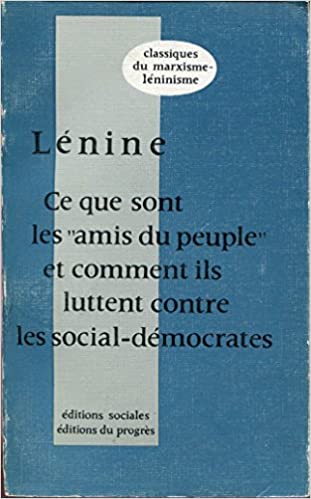 classiques
du marxisme-
léninisme
Lénine
Ce que sont
les "amis du peuple"
et comment ils
luttent contre
les social-démocrates
éditions sociales
éditions du progrès